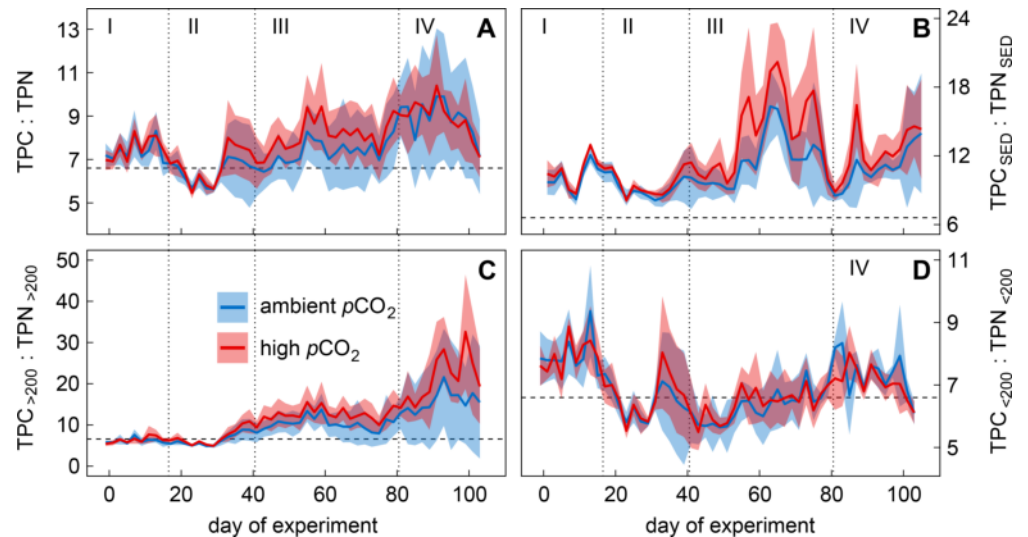 I II III IV A
13
11
9
7
5
TPC : TPN
I II III IV B
24
18
12
6
TPC_SED : TPN_SED
C
50
40
30
20
10
0
TPC_>200 : TPN_>200
ambient pCO₂
high pCO₂
0 20 40 60 80 100
day of experiment
IV D
11
9
7
5
TPC_<200 : TPN_<200
0 20 40 60 80 100
day of experiment